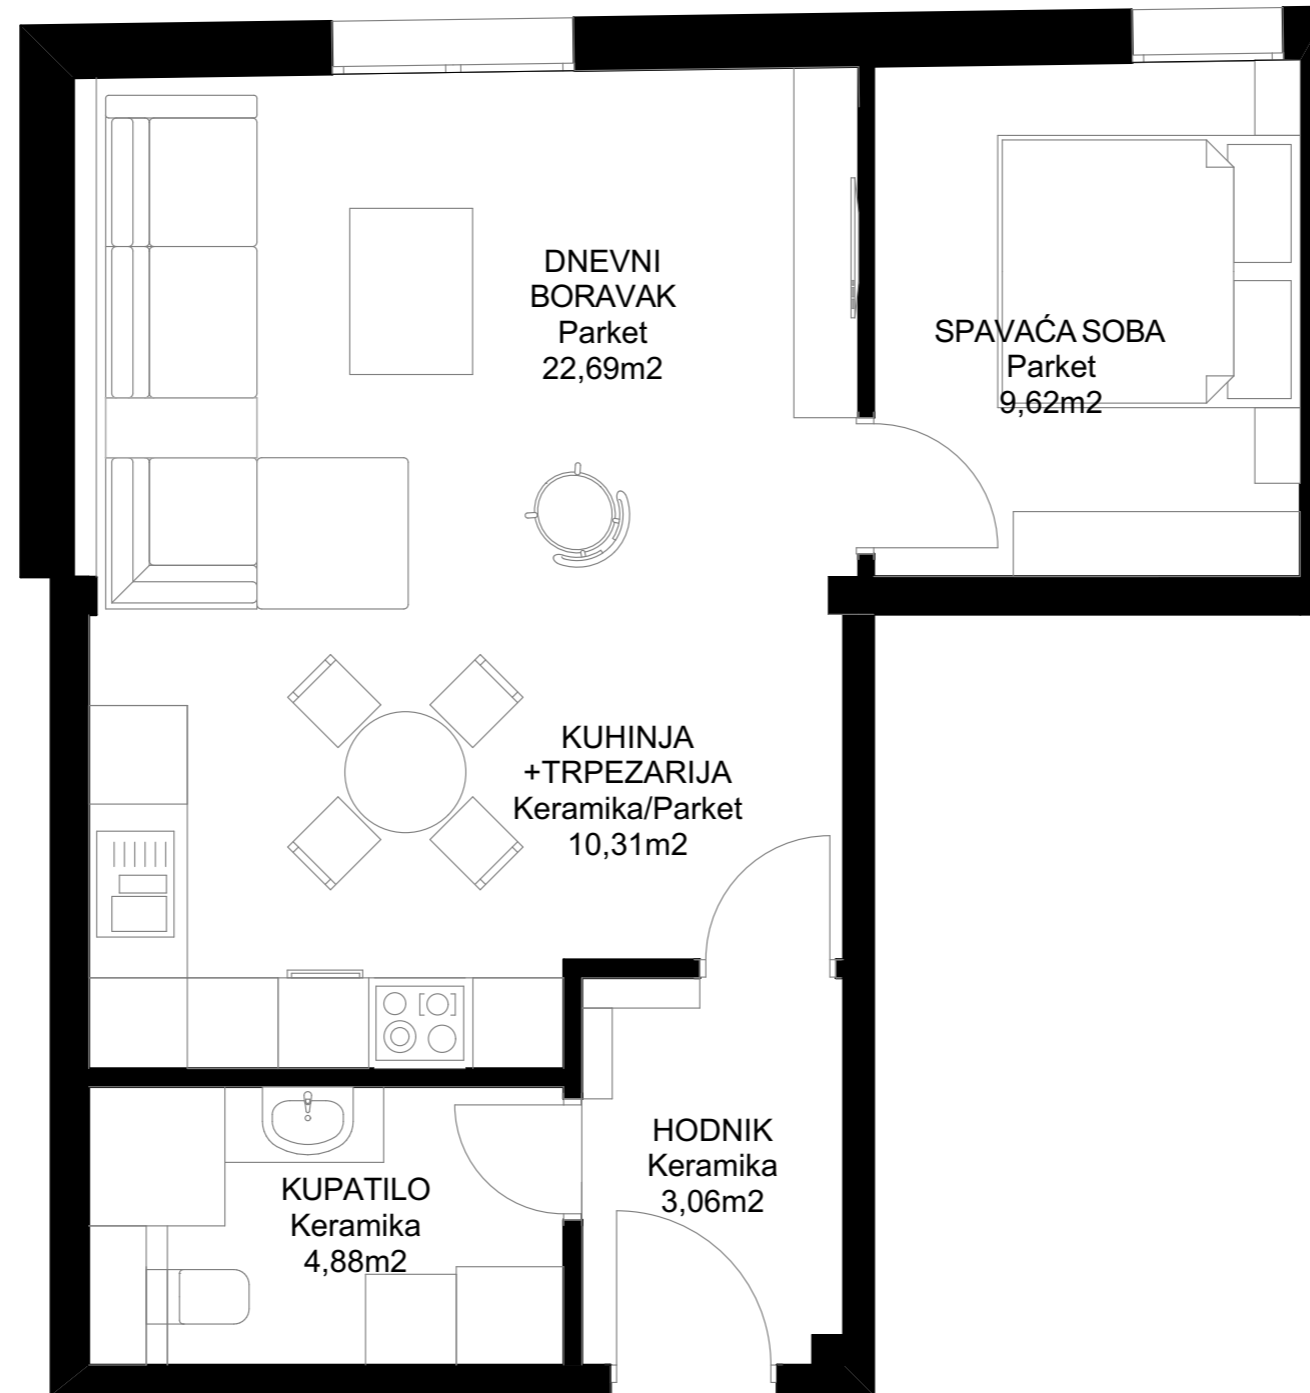 DNEVNI
BORAVAK
Parket
22,69m2
SPAVAĆA SOBA
Parket
9,62m2
KUHINJA
+TRPEZARIJA
Keramika/Parket
10,31m2
HODNIK
Keramika
3,06m2
KUPATILO
Keramika
4,88m2